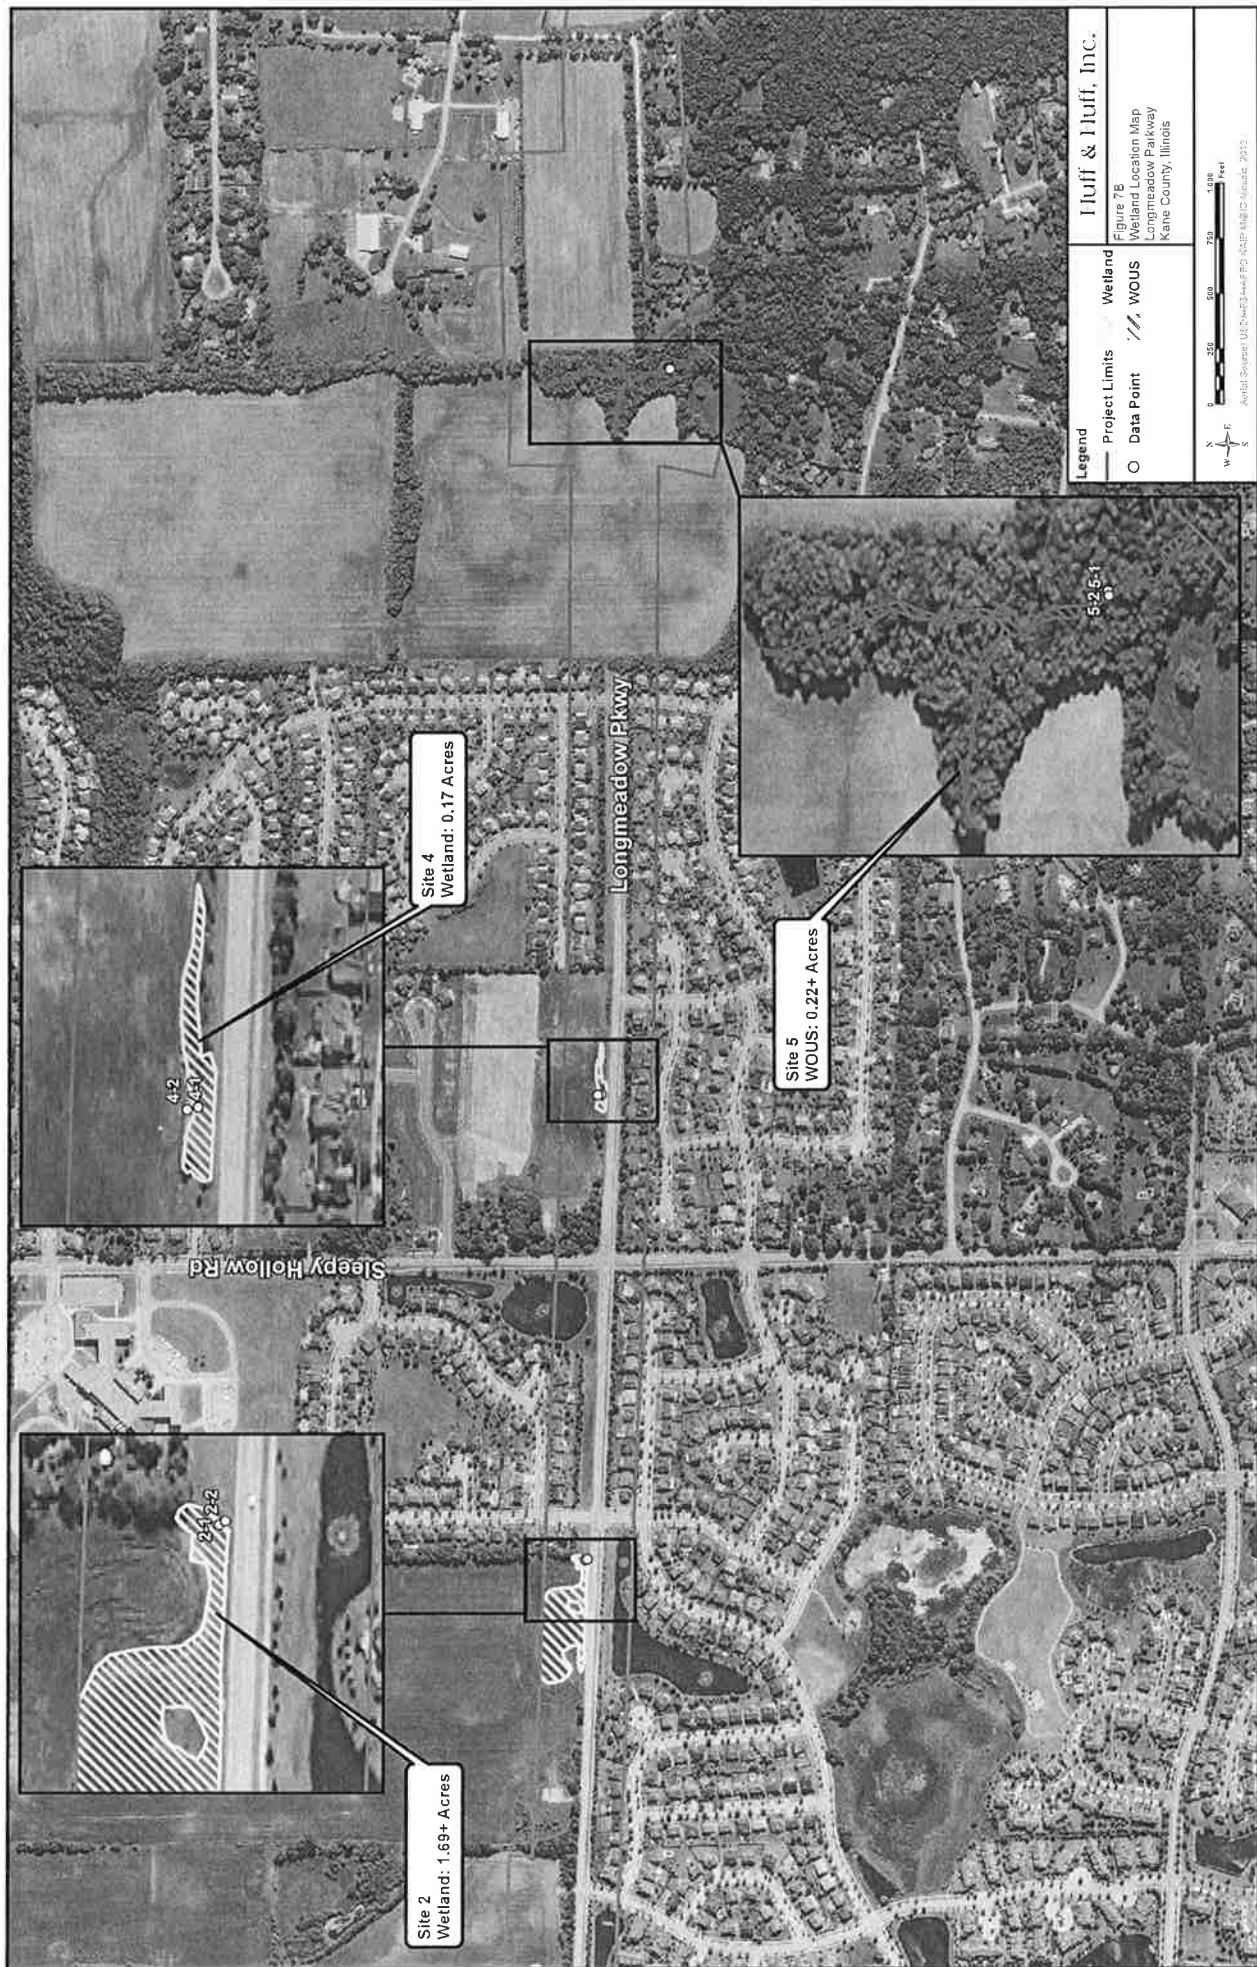 Site 2
Wetland: 1.69+ Acres
2-1 2-2
Sleepy Hollow Rd
4-2
4-1
Site 4
Wetland: 0.17 Acres
Longmeadow Pkwy
Site 5
WOUS: 0.22+ Acres
5-2 5-1
Legend
Project Limits
Wetland
Data Point
WOUS
Huff & Huff, Inc.
Figure 7B
Wetland Location Map
Longmeadow Parkway
Kane County, Illinois
N
W
E
S
0
250
500
750
1,000
Feet
Aerial Source: 2012